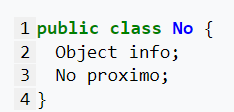 1 public class No {
2   Object info;
3   No proximo;
4 }